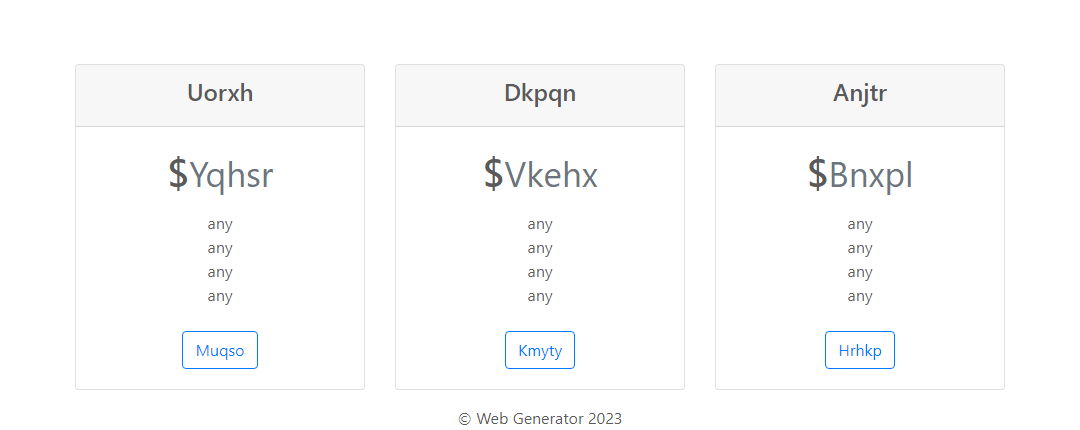 Uorxh
$Yqhsr
any
any
any
any
Muqso
Dkpqn
$Vkehx
any
any
any
any
Kmyty
Anjtr
$Bnxpl
any
any
any
any
Hrhkp
© Web Generator 2023